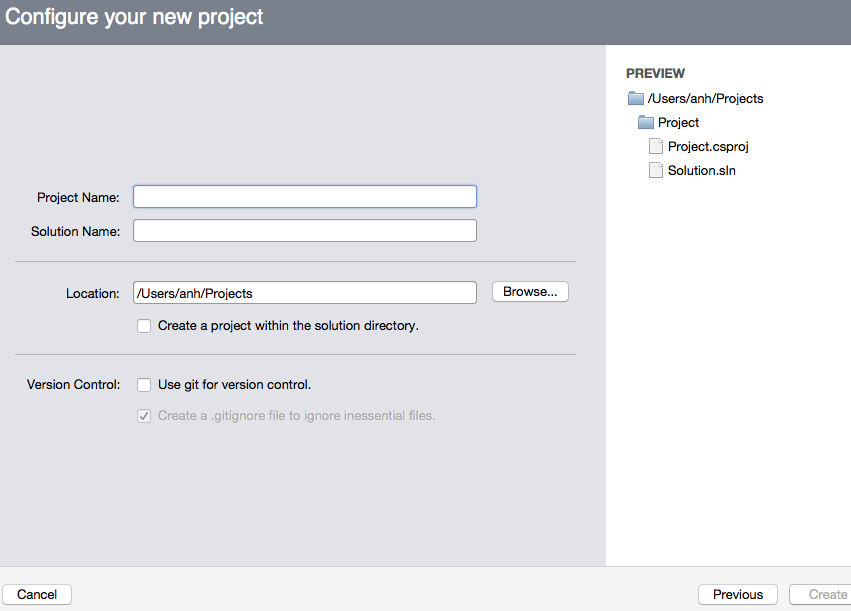 Configure your new project
PREVIEW
/Users/anh/Projects
Project
Project.csproj
Solution.sln
Project Name:
Solution Name:
Location: /Users/anh/Projects Browse...
Create a project within the solution directory.
Version Control: Use git for version control.
Create a .gitignore file to ignore inessential files.
Cancel Previous Create